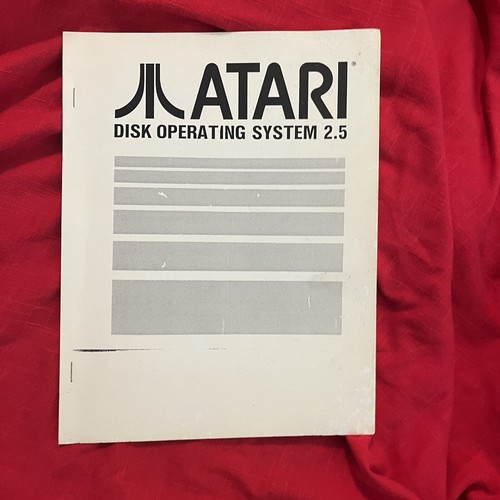 ATARI®
DISK OPERATING SYSTEM 2.5